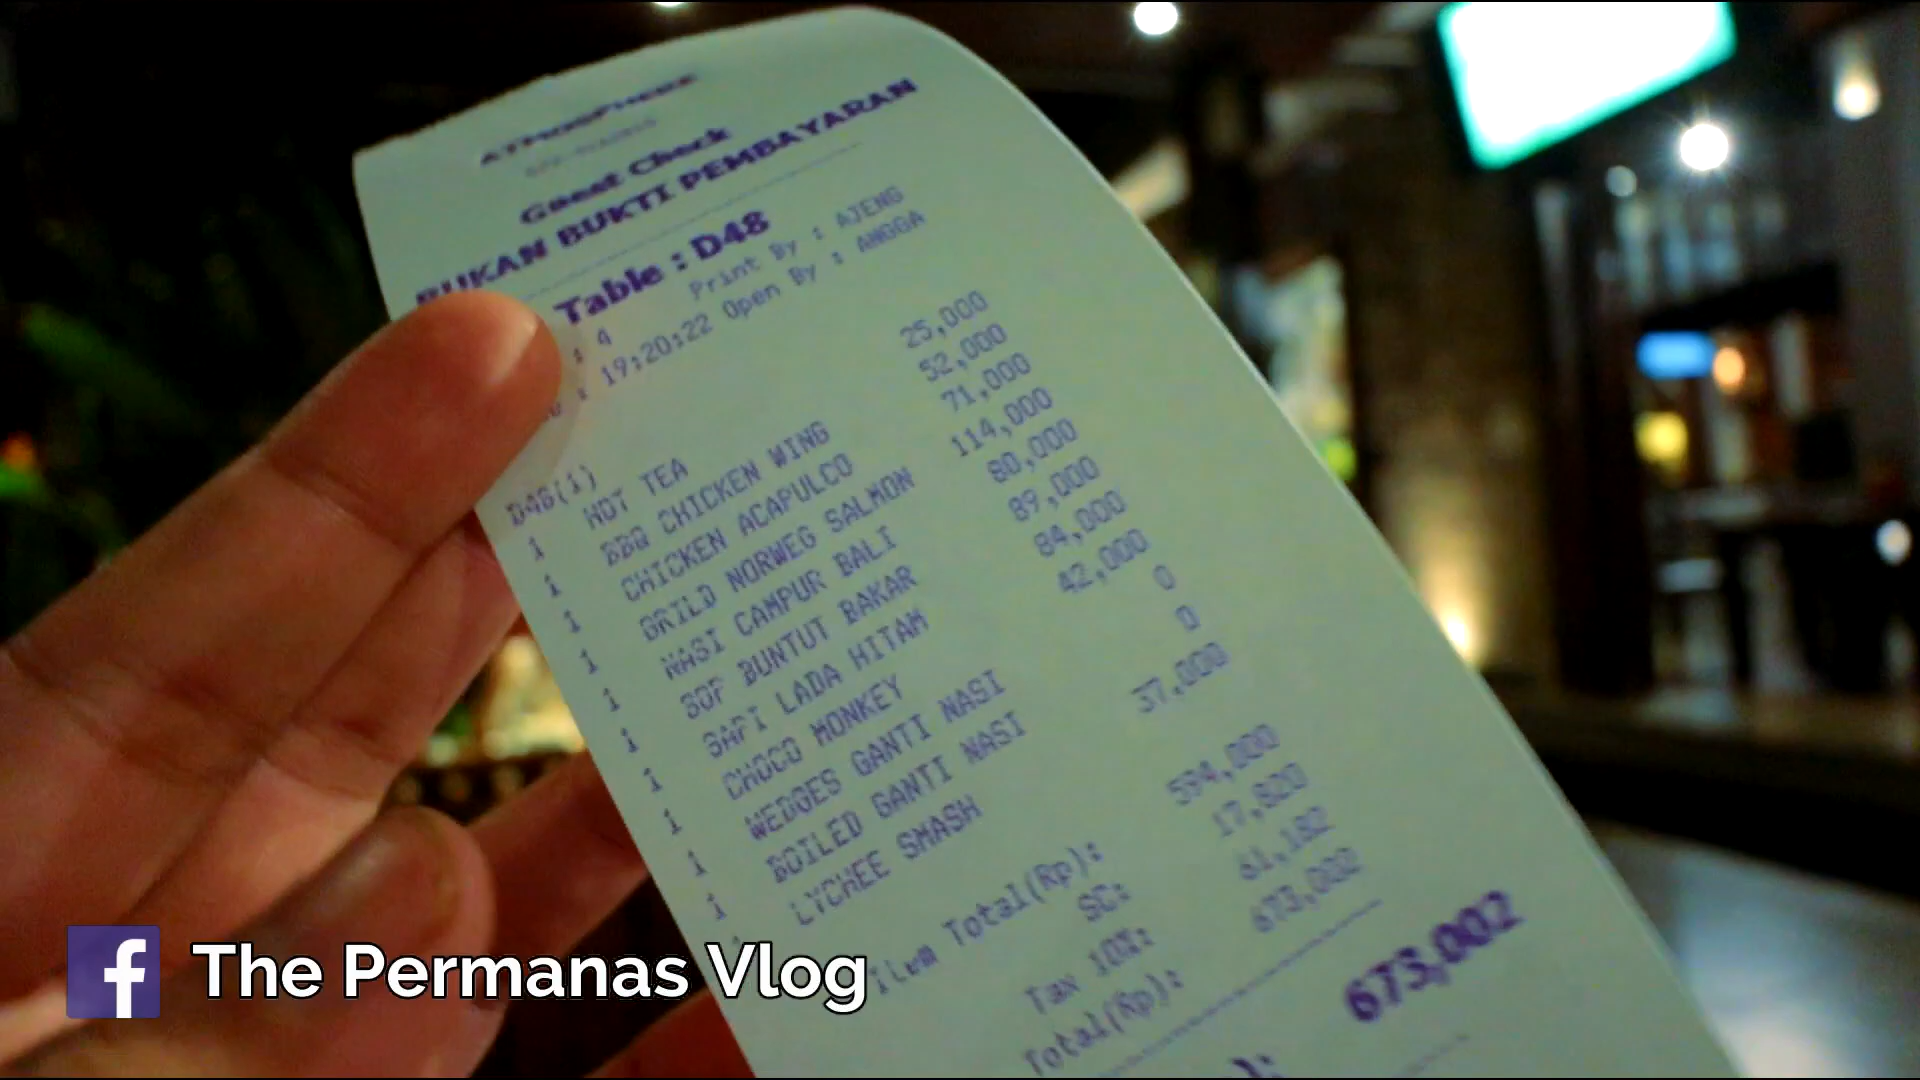 ATMOSPHERE
Guest Check
BUKAN BUKTI PEMBAYARAN
Table : D48
Print By : AJENG
: 4
: 19:20:22 Open By : ANGGA
D48(1)
1 HOT TEA 25,000
1 BBQ CHICKEN WING 52,000
1 CHICKEN ACAPULCO 71,000
1 GRILD NORWEG SALMON 114,000
1 NASI CAMPUR BALI 80,000
1 SOP BUNTUT BAKAR 89,000
1 SAPI LADA HITAM 84,000
1 CHOCO MONKEY 42,000
1 WEDGES GANTI NASI 0
1 BOILED GANTI NASI 0
LYCHEE SMASH 37,000
Item Total(Rp): 594,000
SC: 17,820
Tax 10%: 61,182
Total(Rp): 673,002
673,002
The Permanas Vlog